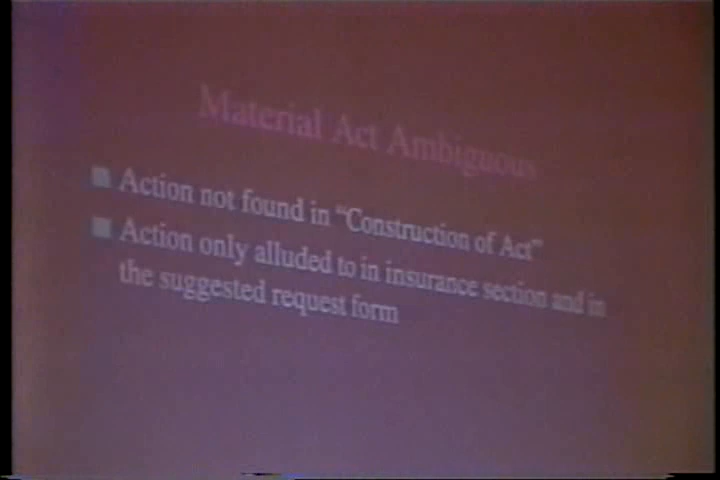 Material Act Ambiguous
Action not found in “Construction of Act”
Action only alluded to in insurance section and in
the suggested request form